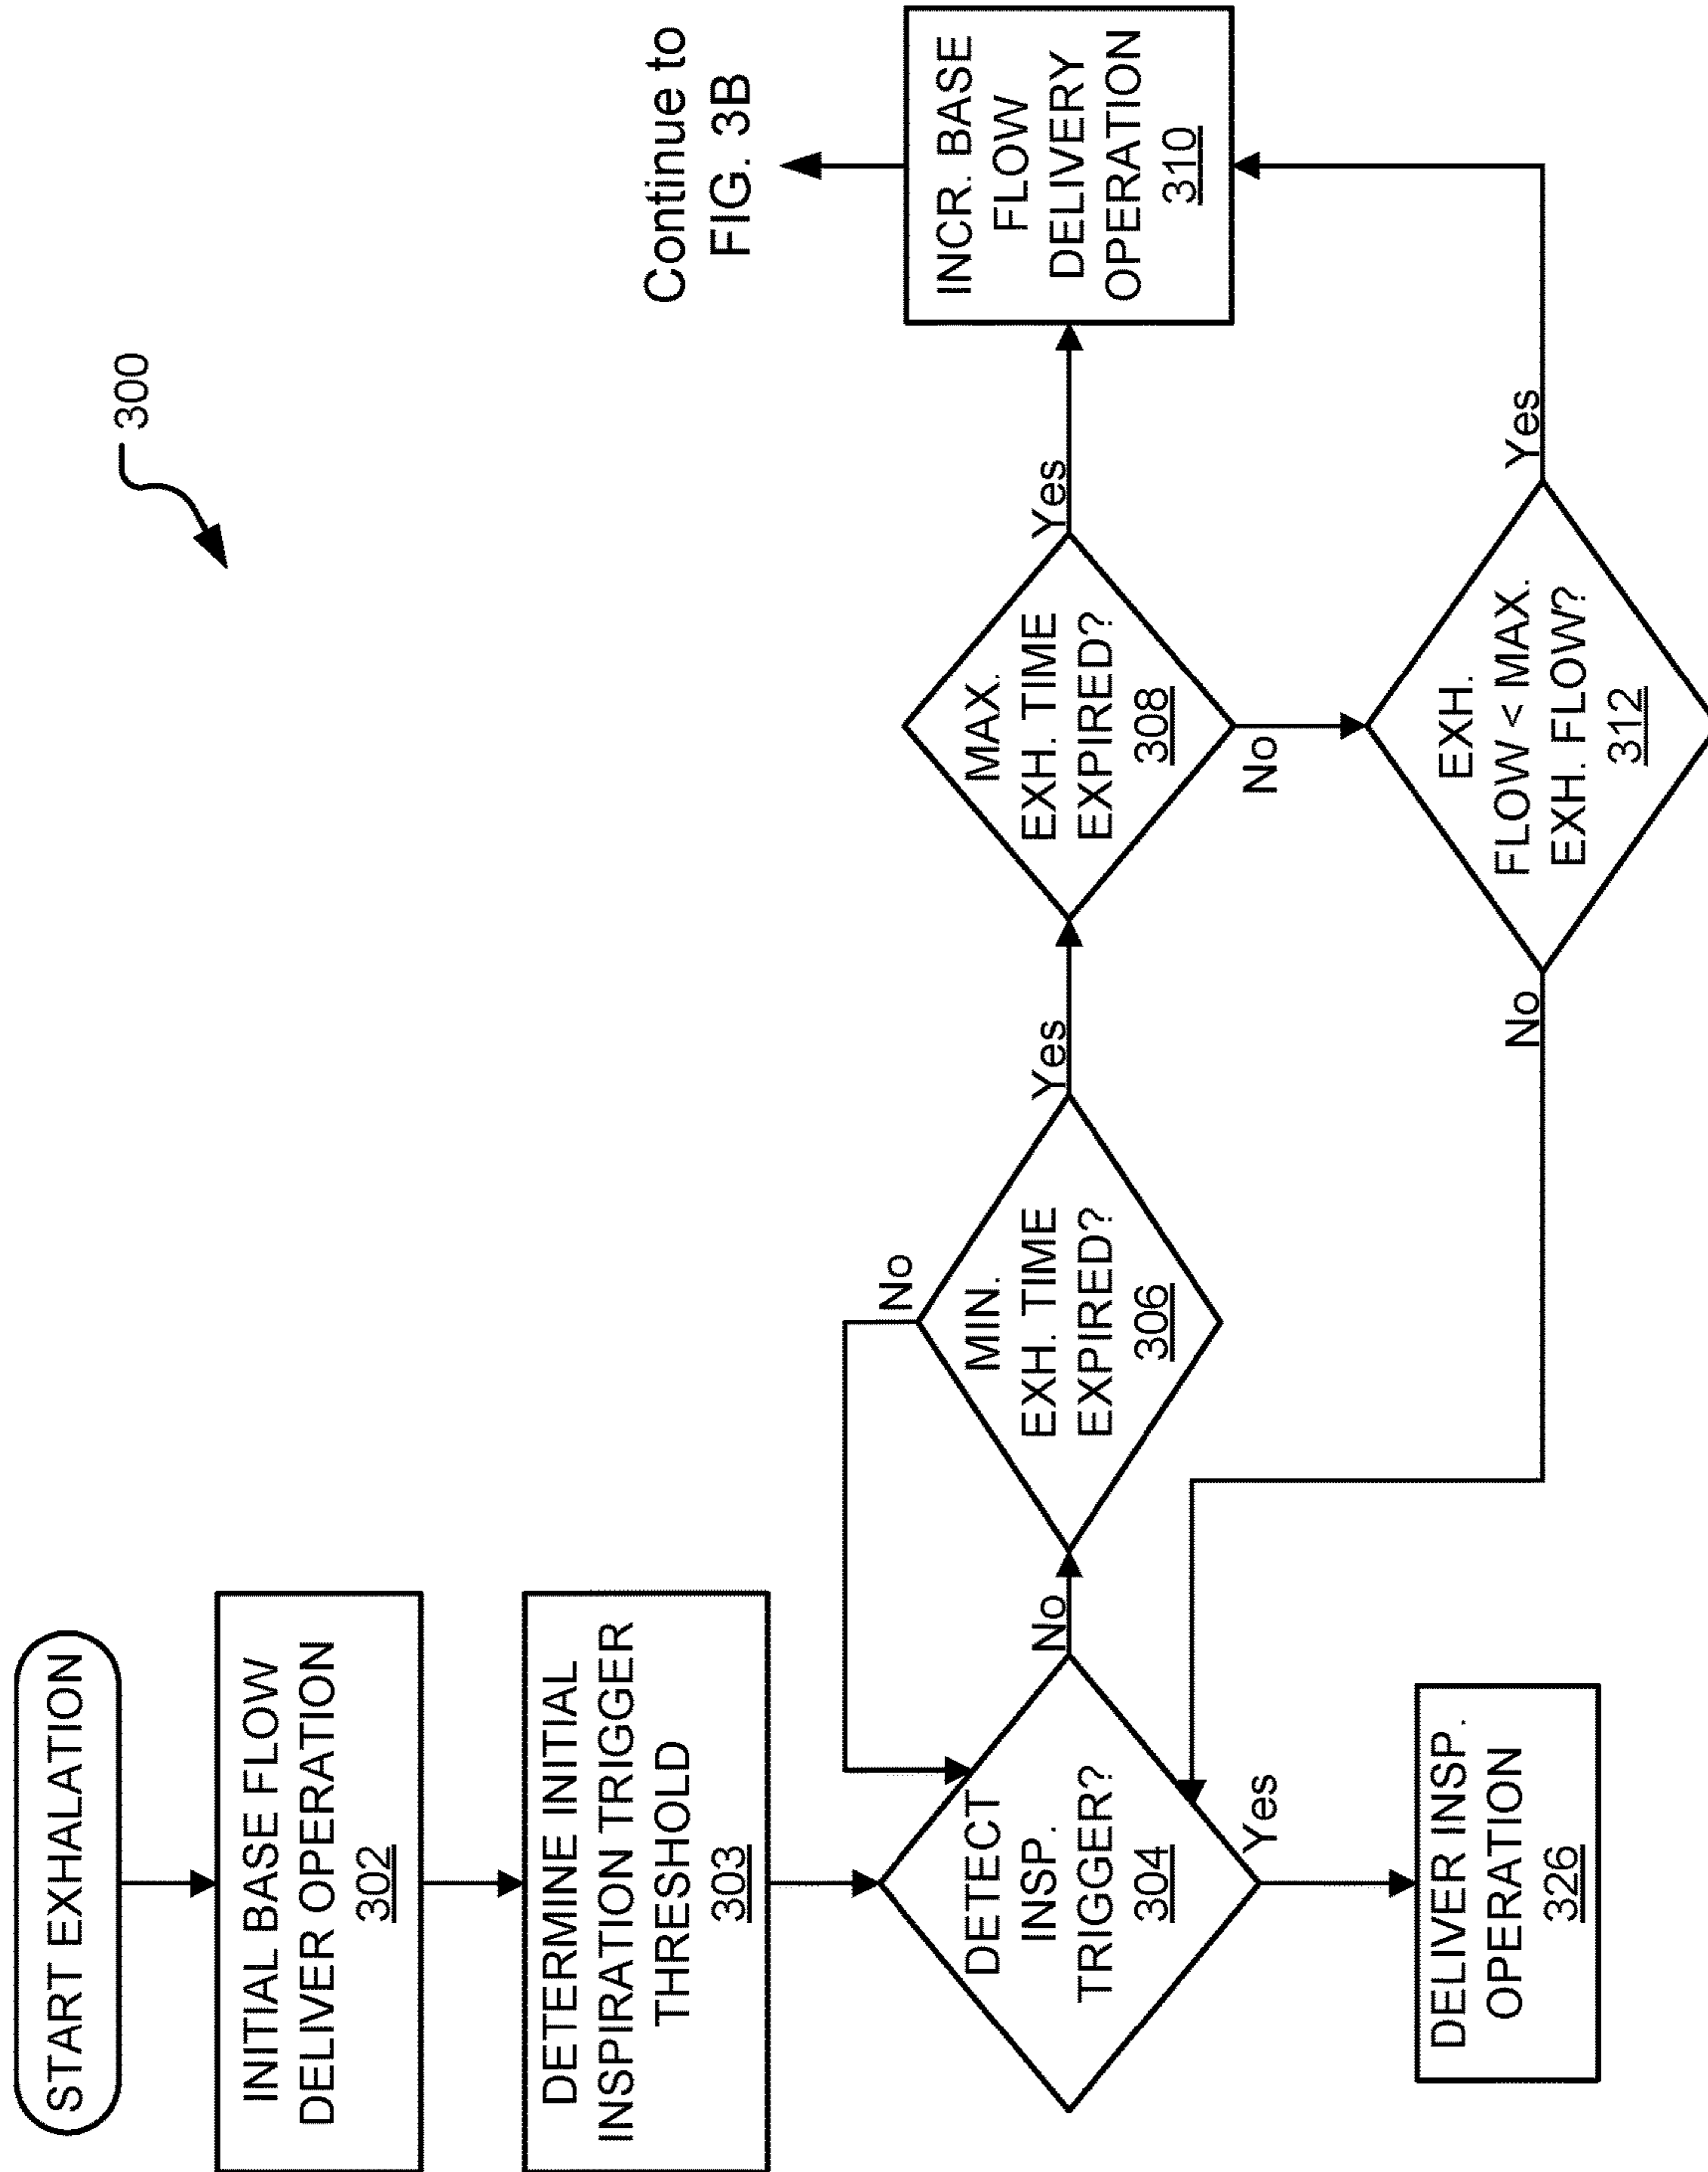 300
START EXHALATION
INITIAL BASE FLOW
DELIVER OPERATION
302
DETERMINE INITIAL
INSPIRATION TRIGGER
THRESHOLD
303
DETECT
INSP.
TRIGGER?
304
No
Yes
DELIVER INSP.
OPERATION
326
MIN.
EXH. TIME
EXPIRED?
306
No
Yes
MAX.
EXH. TIME
EXPIRED?
308
Yes
No
EXH.
FLOW < MAX.
EXH. FLOW?
312
No
Yes
INCR. BASE
FLOW
DELIVERY
OPERATION
310
Continue to
FIG. 3B